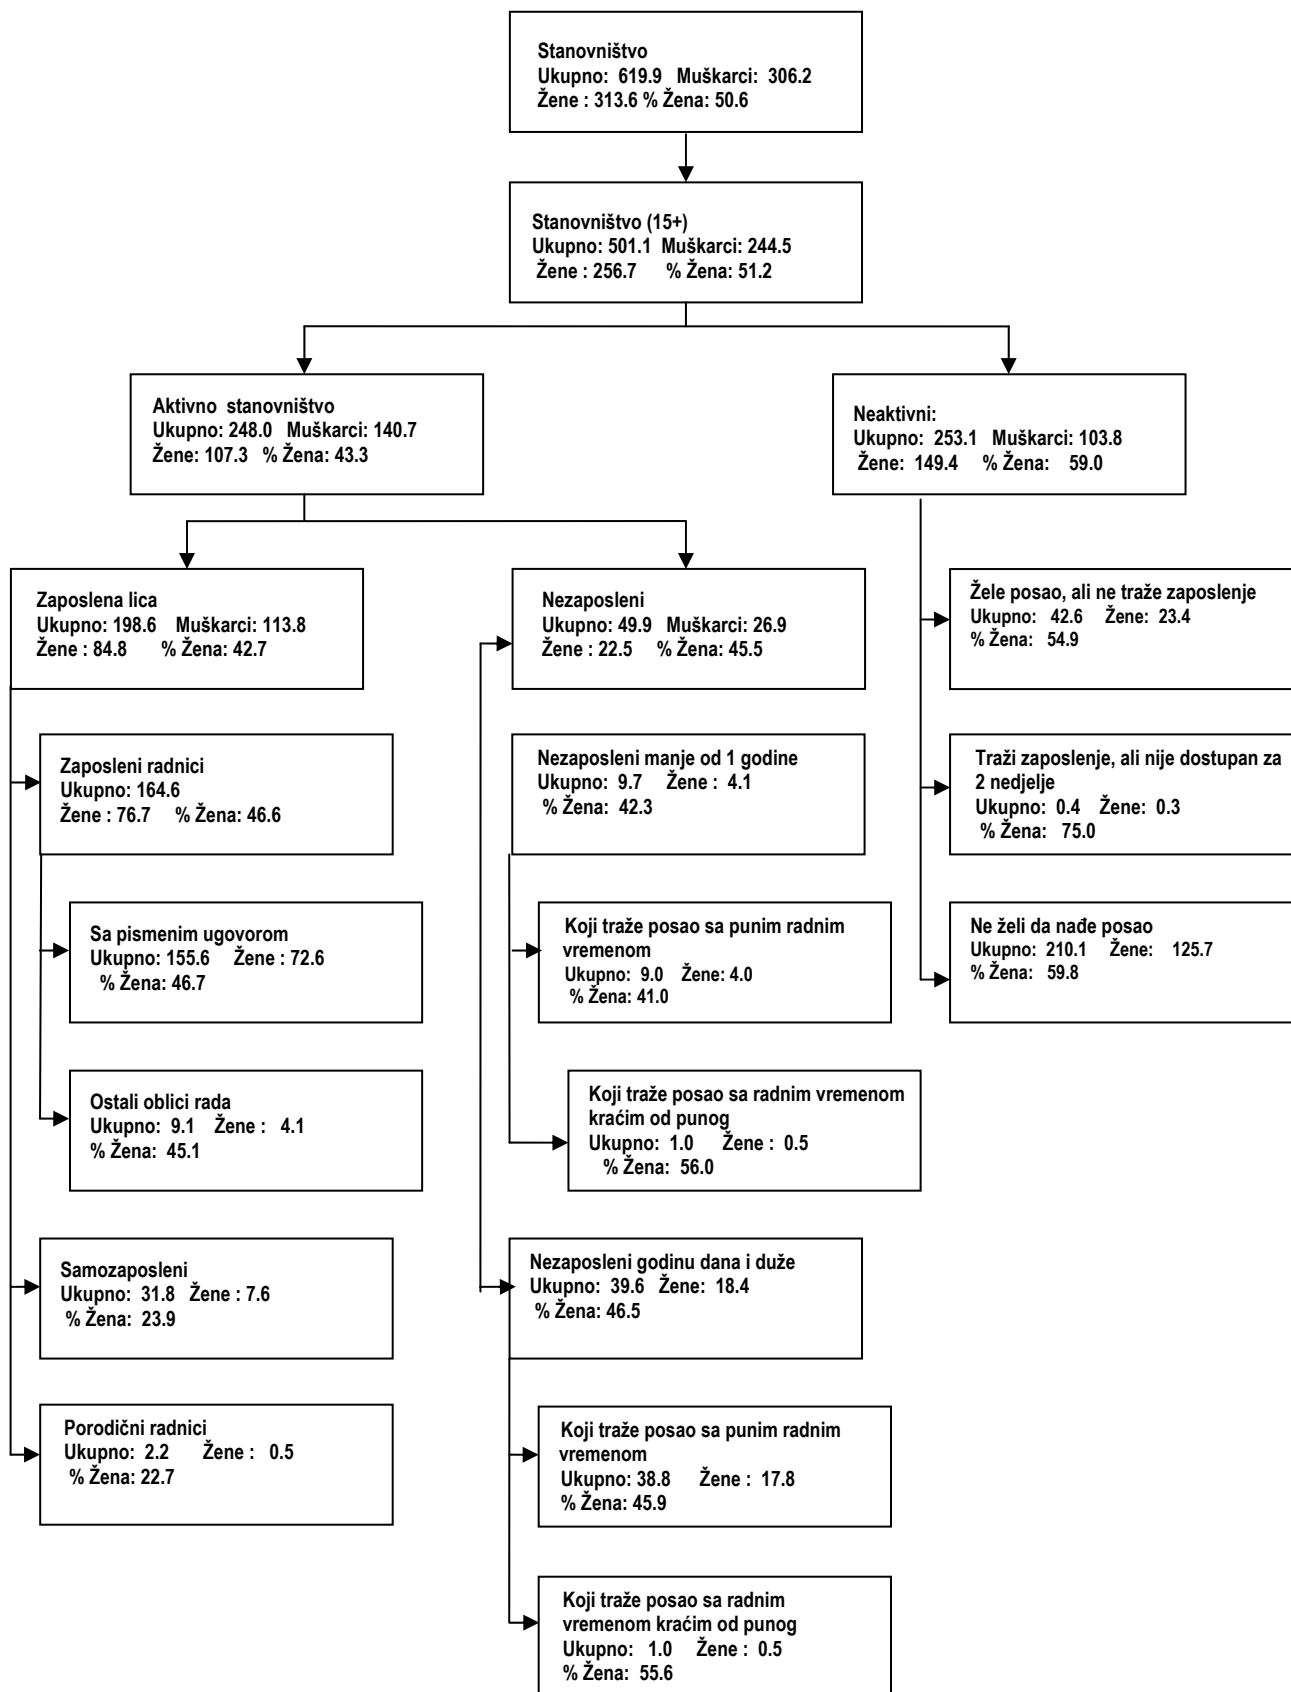 Stanovništvo
Ukupno: 619.9 Muškarci: 306.2
Žene : 313.6 % Žena: 50.6
Stanovništvo (15+)
Ukupno: 501.1 Muškarci: 244.5
Žene : 256.7 % Žena: 51.2
Aktivno stanovništvo
Ukupno: 248.0 Muškarci: 140.7
Žene: 107.3 % Žena: 43.3
Neaktivni:
Ukupno: 253.1 Muškarci: 103.8
Žene: 149.4 % Žena: 59.0
Zaposlena lica
Ukupno: 198.6 Muškarci: 113.8
Žene : 84.8 % Žena: 42.7
Nezaposleni
Ukupno: 49.9 Muškarci: 26.9
Žene : 22.5 % Žena: 45.5
Žele posao, ali ne traže zaposlenje
Ukupno: 42.6 Žene: 23.4
% Žena: 54.9
Zaposleni radnici
Ukupno: 164.6
Žene : 76.7 % Žena: 46.6
Nezaposleni manje od 1 godine
Ukupno: 9.7 Žene : 4.1
% Žena: 42.3
Traži zaposlenje, ali nije dostupan za
2 nedjelje
Ukupno: 0.4 Žene: 0.3
% Žena: 75.0
Sa pismenim ugovorom
Ukupno: 155.6 Žene : 72.6
% Žena: 46.7
Koji traže posao sa punim radnim
vremenom
Ukupno: 9.0 Žene: 4.0
% Žena: 41.0
Ne želi da nađe posao
Ukupno: 210.1 Žene: 125.7
% Žena: 59.8
Ostali oblici rada
Ukupno: 9.1 Žene : 4.1
% Žena: 45.1
Koji traže posao sa radnim vremenom
kraćim od punog
Ukupno: 1.0 Žene : 0.5
% Žena: 56.0
Samozaposleni
Ukupno: 31.8 Žene : 7.6
% Žena: 23.9
Nezaposleni godinu dana i duže
Ukupno: 39.6 Žene: 18.4
% Žena: 46.5
Porodični radnici
Ukupno: 2.2 Žene : 0.5
% Žena: 22.7
Koji traže posao sa punim radnim
vremenom
Ukupno: 38.8 Žene : 17.8
% Žena: 45.9
Koji traže posao sa radnim
vremenom kraćim od punog
Ukupno: 1.0 Žene : 0.5
% Žena: 55.6